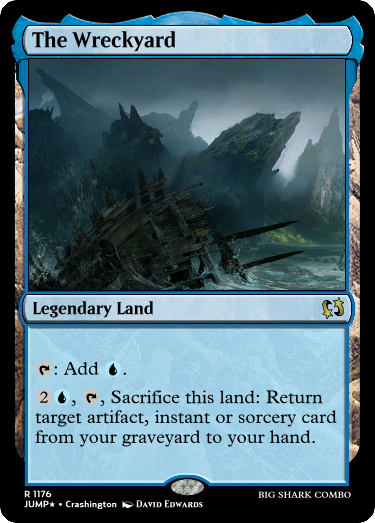 The Wreckyard
Legendary Land
: Add .
2 , , Sacrifice this land: Return
target artifact, instant or sorcery card
from your graveyard to your hand.
R 1176
JUMP★ • Crashington David Edwards
BIG SHARK COMBO